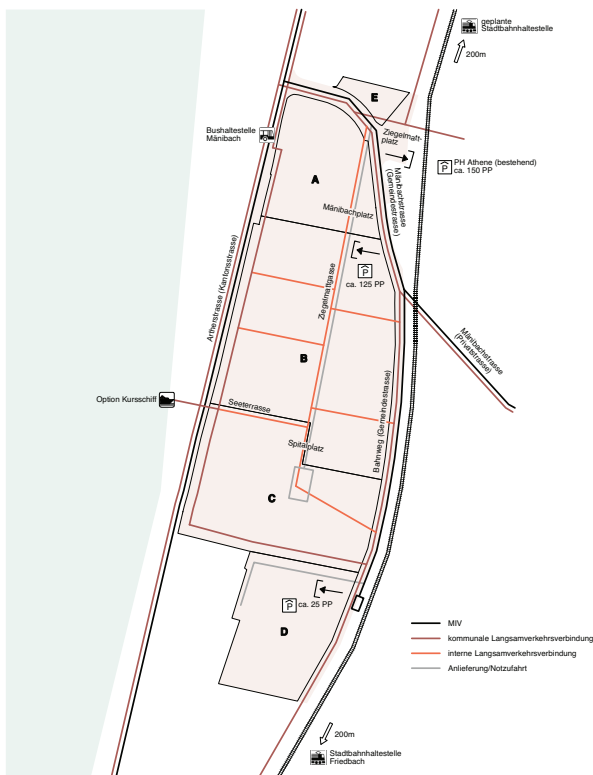 geplante
Stadtbahnhaltestelle
200m
E
Ziegelmatt-
platz
Bushaltestelle
Mänibach
P
PH Athene (bestehend)
ca. 150 PP
A
Mänibachstrasse
(Gemeindestrasse)
Mänibachplatz
Artherstrasse (Kantonsstrasse)
P
ca. 125 PP
Ziegelmattgasse
Mänibachstrasse
(Privatstrasse)
B
Option Kursschiff
Seeterrasse
Bahnweg (Gemeindestrasse)
Spitalplatz
C
P
ca. 25 PP
D
MIV
kommunale Langsamverkehrsverbindung
interne Langsamverkehrsverbindung
Anlieferung/Notzufahrt
200m
Stadtbahnhaltestelle
Friedbach